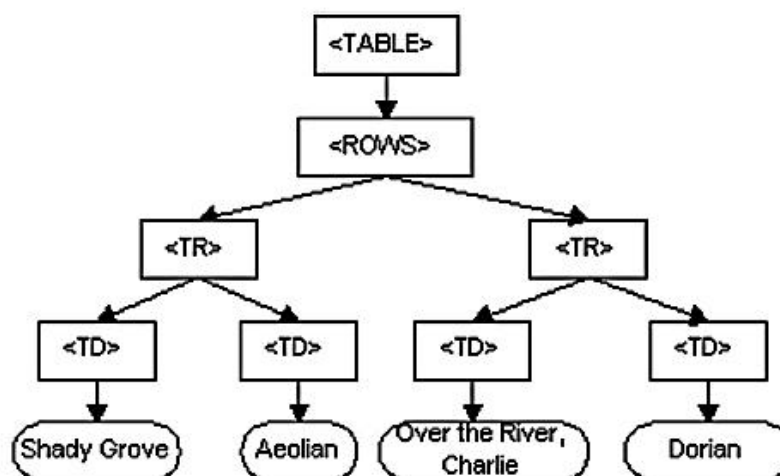 <TABLE>
<ROWS>
<TR>
<TR>
<TD>
<TD>
<TD>
<TD>
Shady Grove
Aeolian
Over the River,
Charlie
Dorian